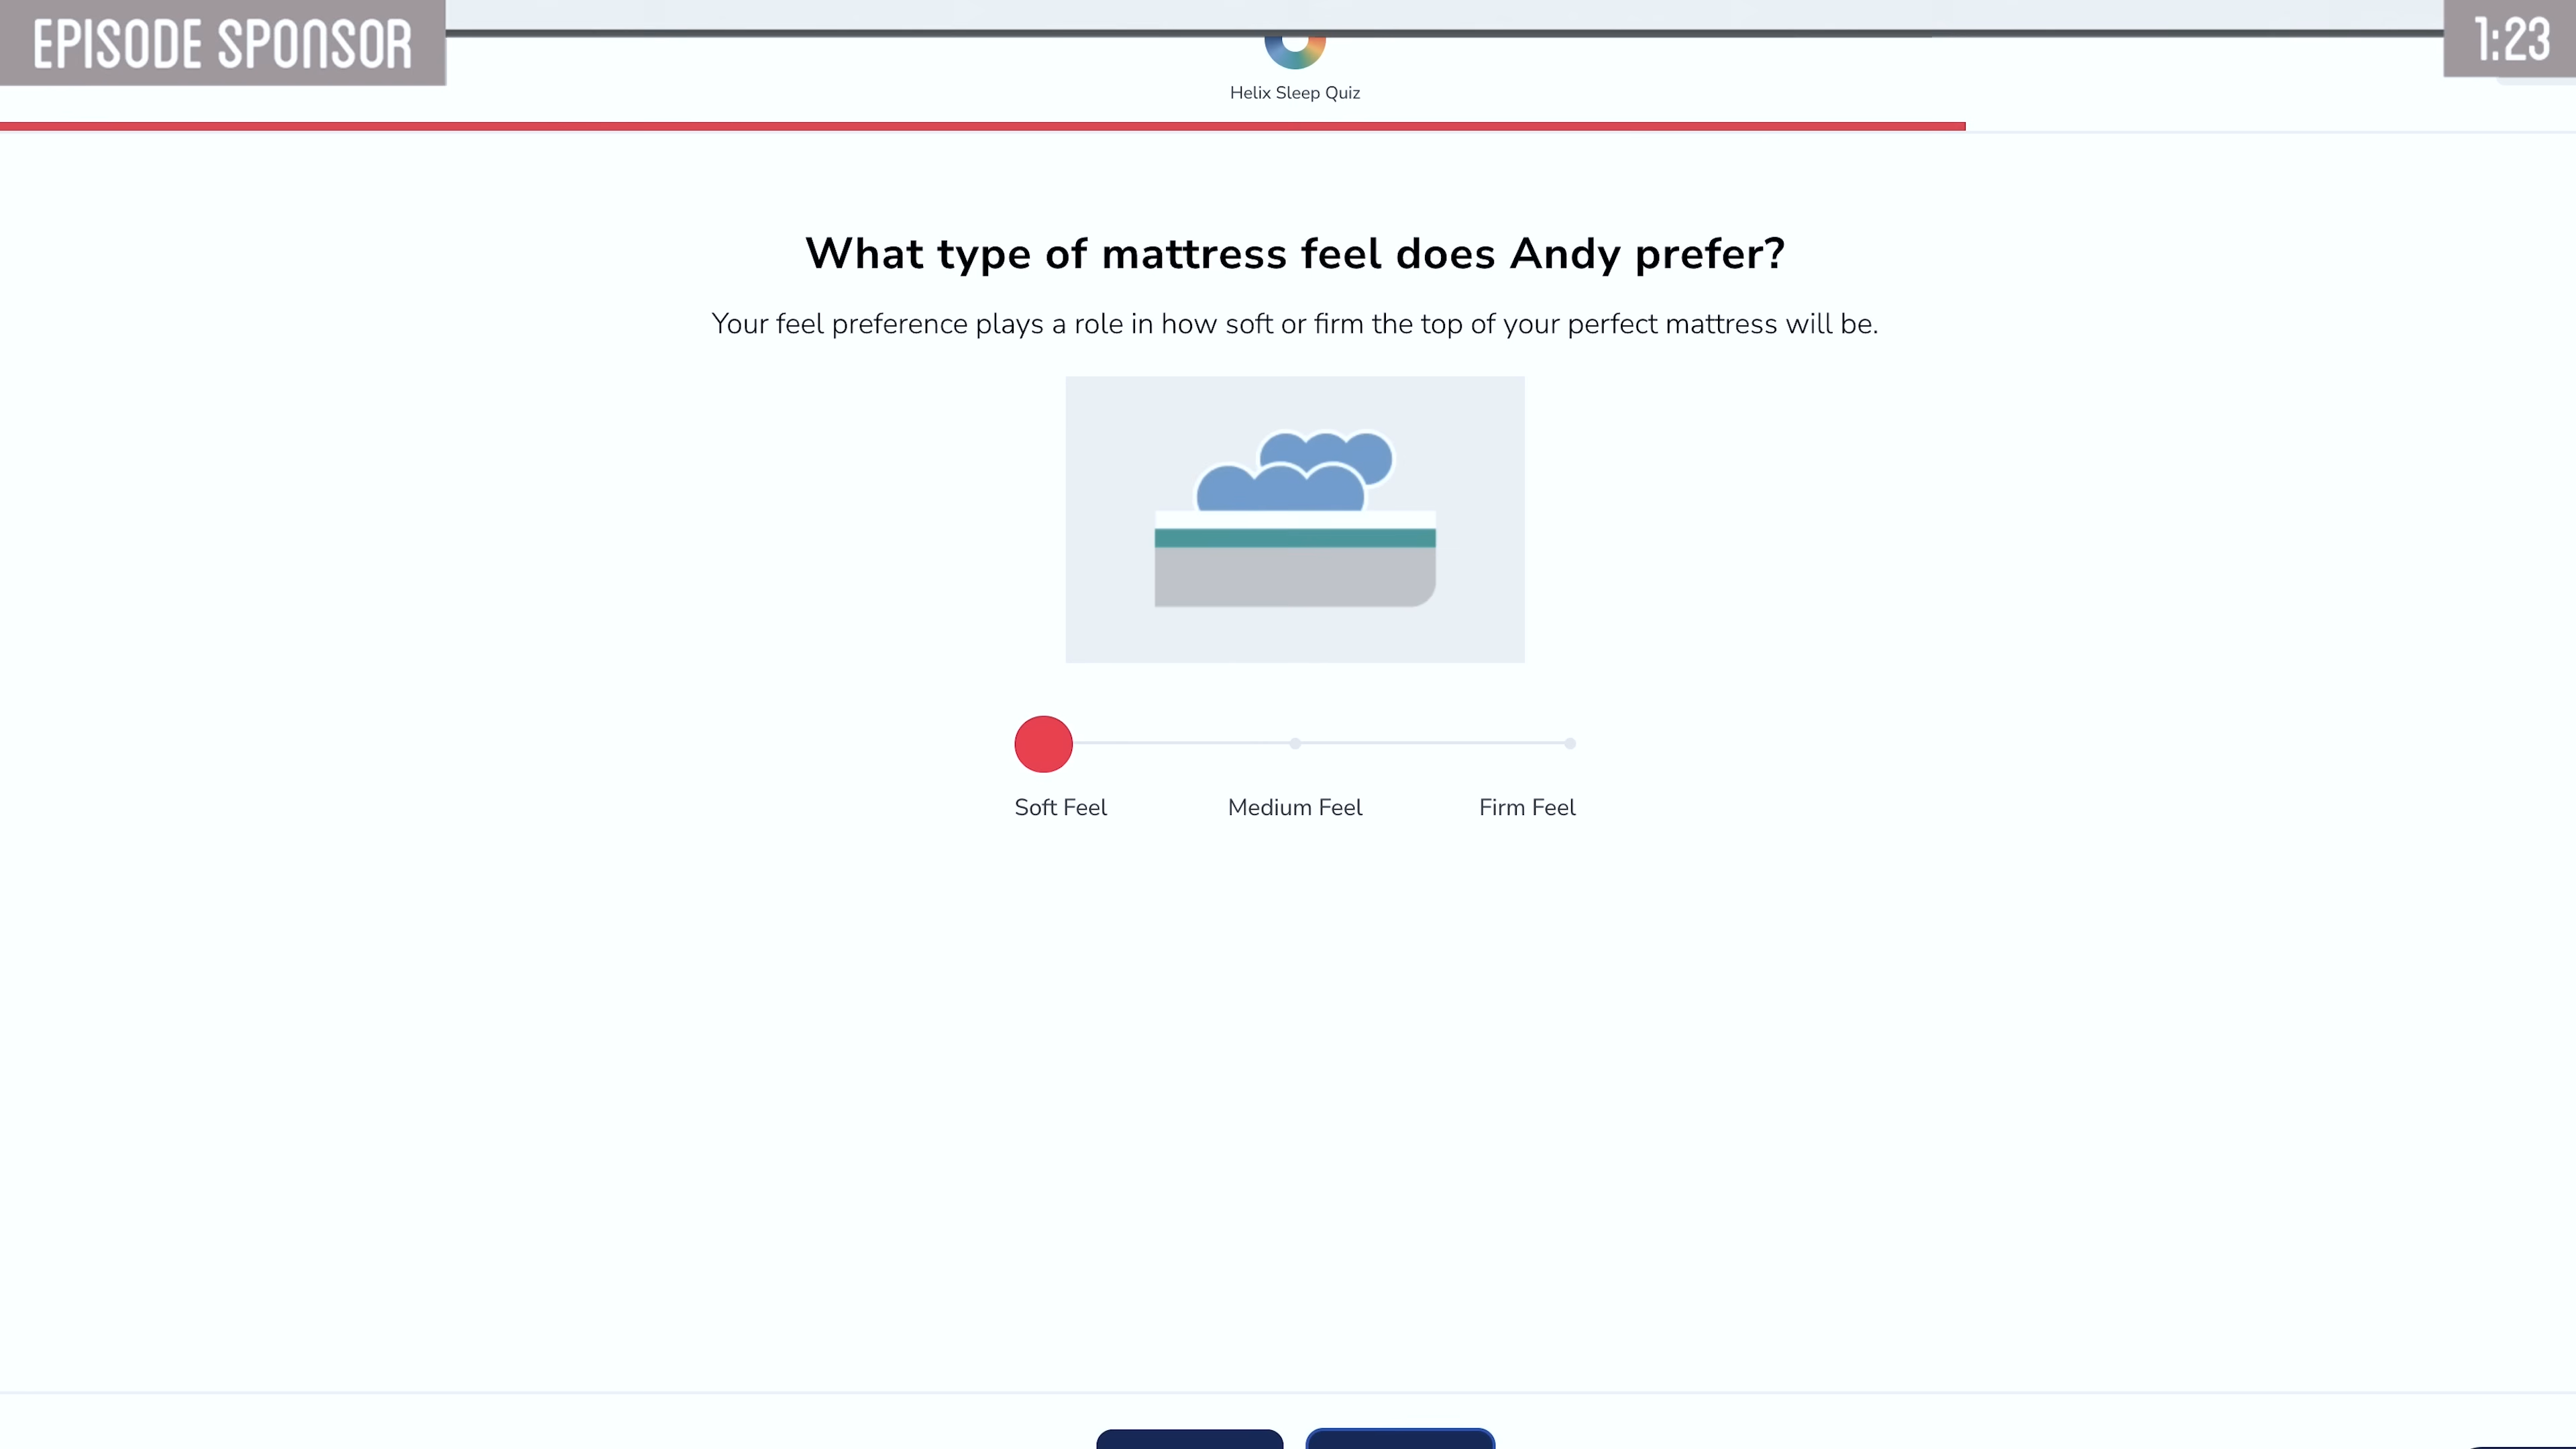 EPISODE SPONSOR
1:23
Helix Sleep Quiz
What type of mattress feel does Andy prefer?
Your feel preference plays a role in how soft or firm the top of your perfect mattress will be.
Soft Feel
Medium Feel
Firm Feel